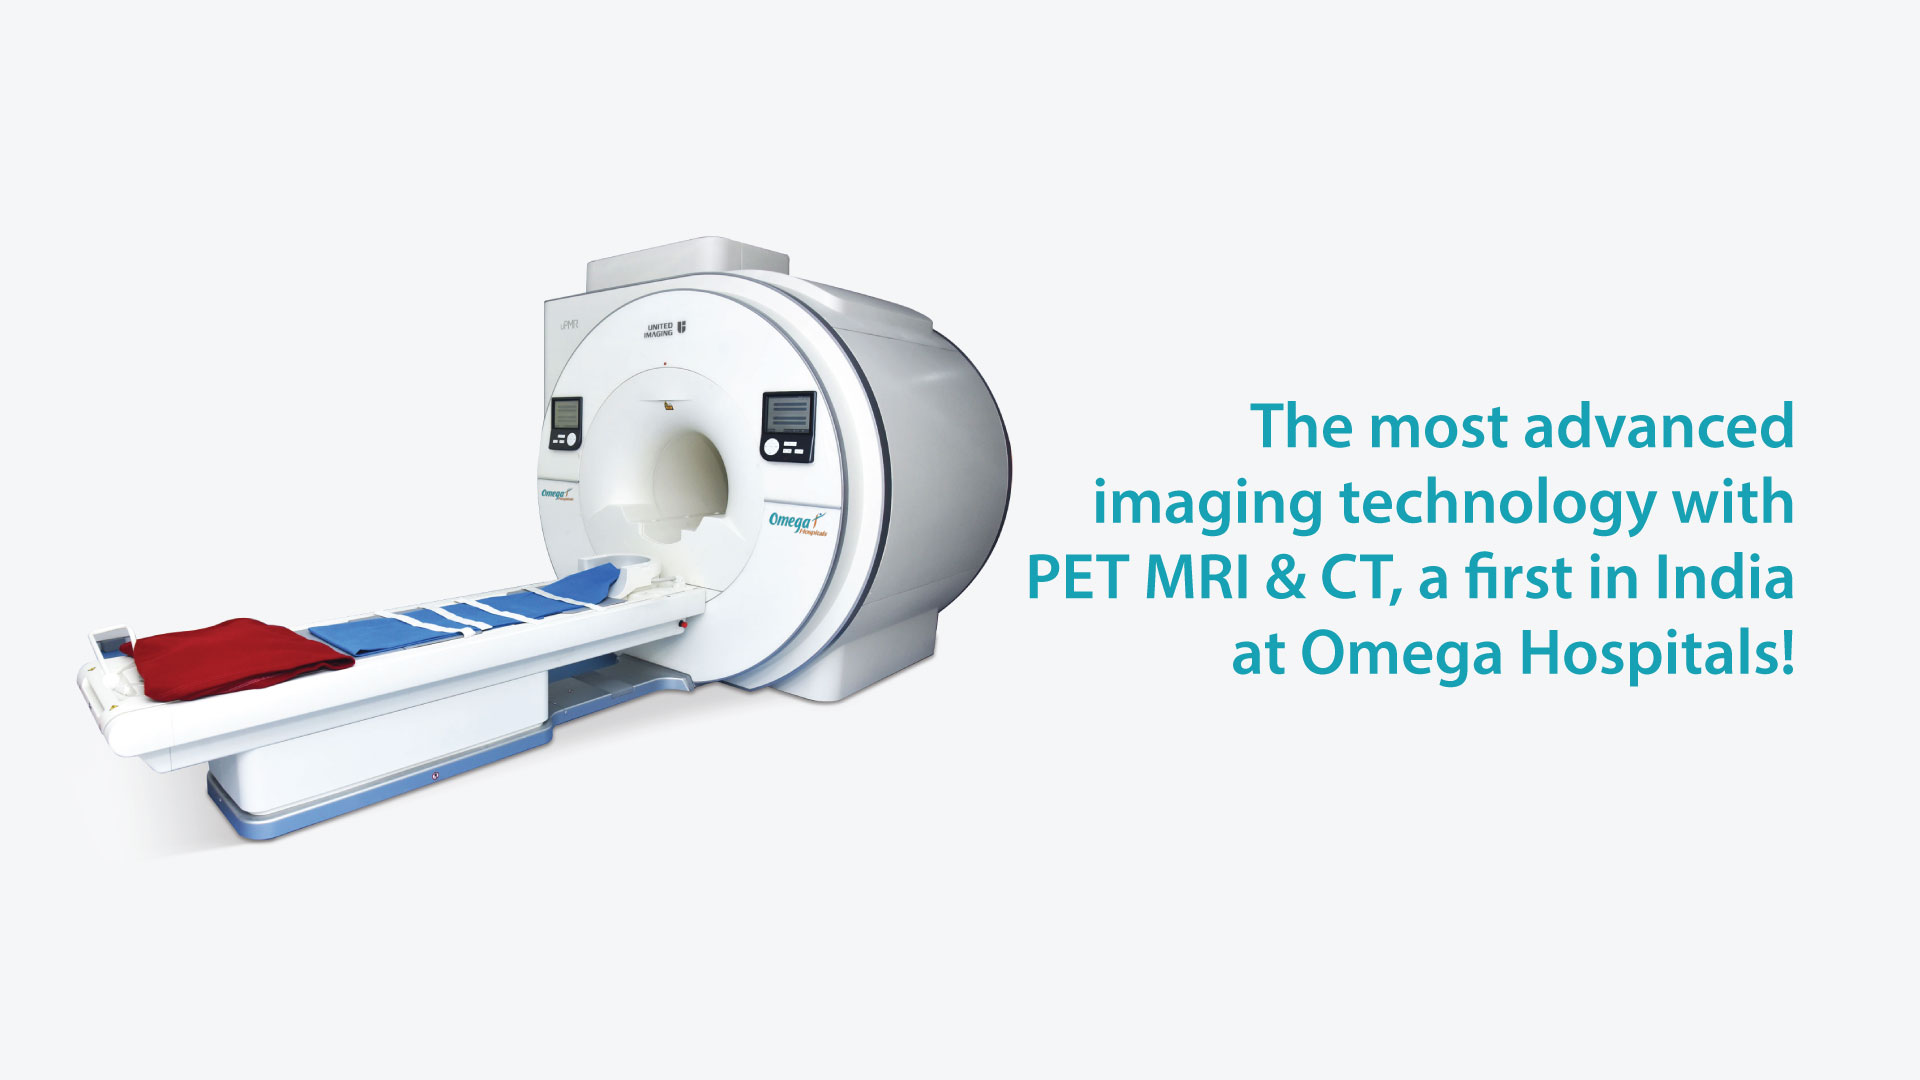 uPMR
UNITED
IMAGING
Omega
Omega
Hospitals
The most advanced
imaging technology with
PET MRI & CT, a first in India
at Omega Hospitals!